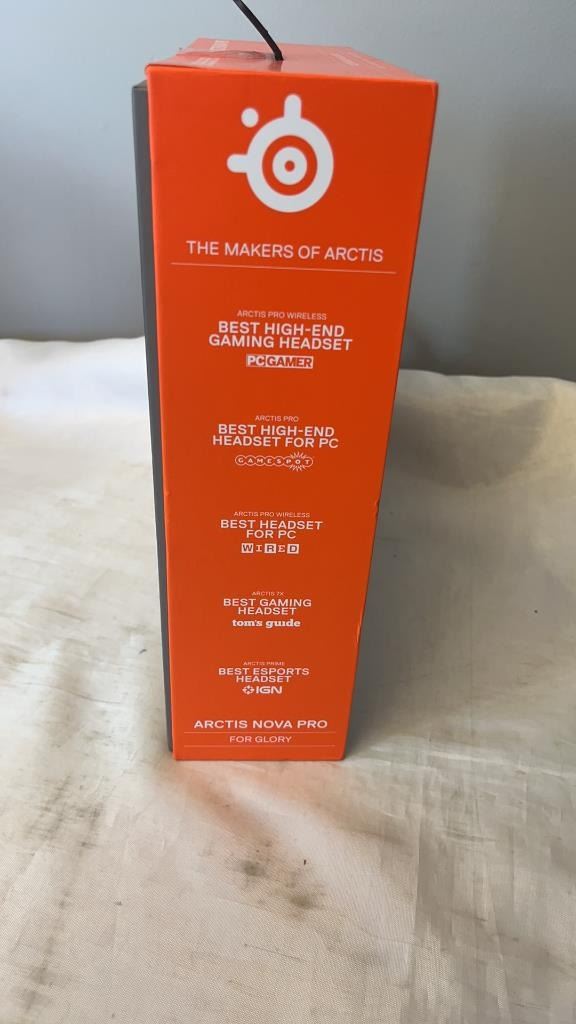 THE MAKERS OF ARCTIS
ARCTIS PRO WIRELESS
BEST HIGH-END
GAMING HEADSET
PCGAMER
ARCTIS PRO
BEST HIGH-END
HEADSET FOR PC
GAMESPOT
ARCTIS PRO WIRELESS
BEST HEADSET
FOR PC
WIRED
ARCTIS 7X
BEST GAMING
HEADSET
tom's guide
ARCTIS PRIME
BEST ESPORTS
HEADSET
IGN
ARCTIS NOVA PRO
FOR GLORY